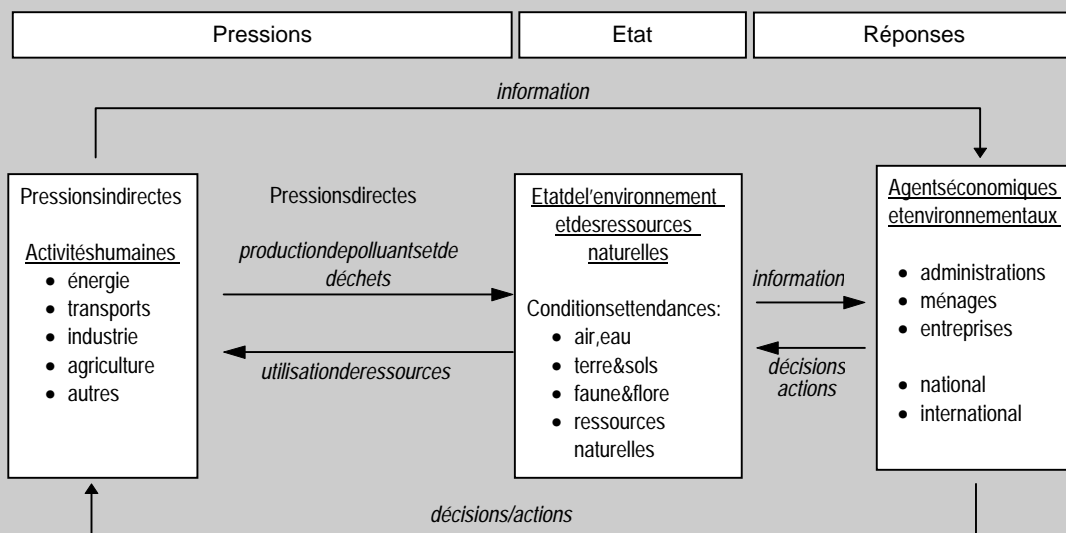 Pressions
Etat
Réponses
information
Pressionsindirectes
Activitéshumaines
• énergie
• transports
• industrie
• agriculture
• autres
Pressionsdirectes
productiondepolluantsetde
déchets
utilisationderessources
Etatdel'environnement
etdesressources
naturelles
Conditionsettendances:
• air,eau
• terre&sols
• faune&flore
• ressources
naturelles
information
décisions
actions
Agentséconomiques
etenvironnementaux
• administrations
• ménages
• entreprises
• national
• international
décisions/actions